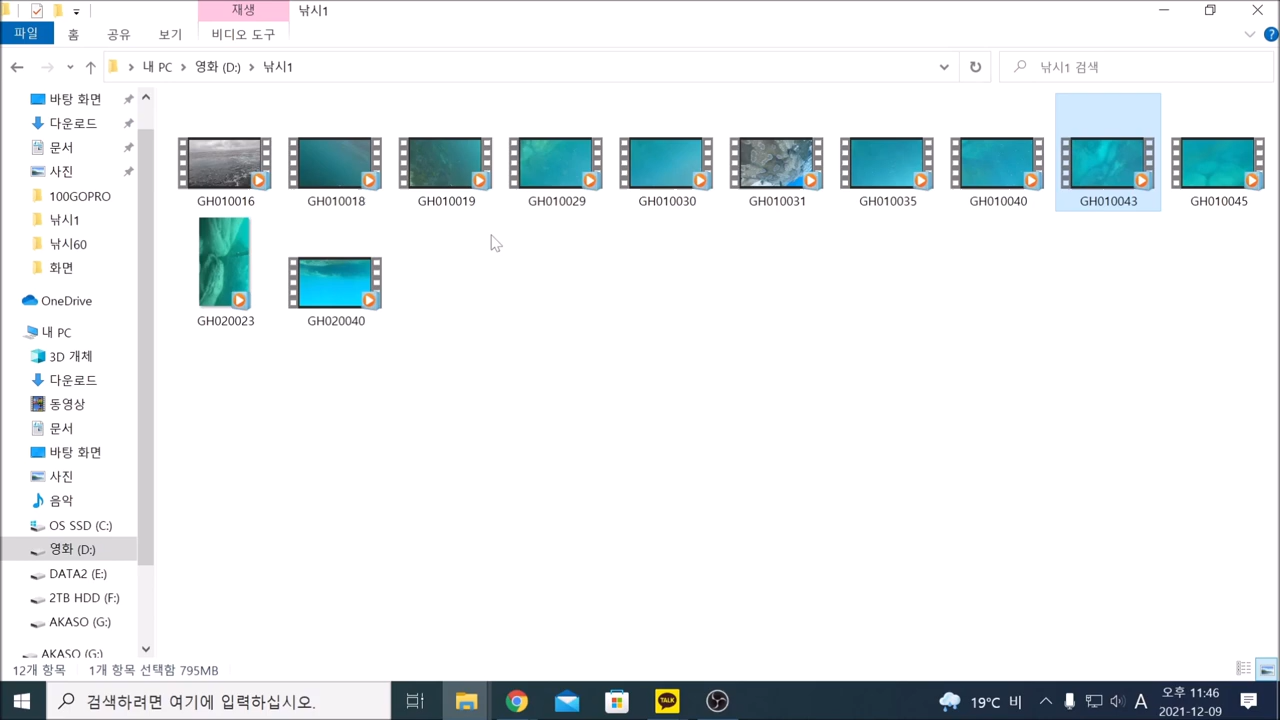 재생
낚시1
파일
홈
공유
보기
비디오 도구
내 PC
영화 (D:)
낚시1
낚시1 검색
바탕 화면
다운로드
문서
사진
100GOPRO
낚시1
낚시60
화면
OneDrive
내 PC
3D 개체
다운로드
동영상
문서
바탕 화면
사진
음악
OS SSD (C:)
영화 (D:)
DATA2 (E:)
2TB HDD (F:)
AKASO (G:)
AKASO (G:)
GH010016
GH010018
GH010019
GH010029
GH010030
GH010031
GH010035
GH010040
GH010043
GH010045
GH020023
GH020040
12개 항목
1개 항목 선택함 795MB
검색하려면 여기에 입력하십시오.
TALK
19°C 비
A
오후 11:46
2021-12-09